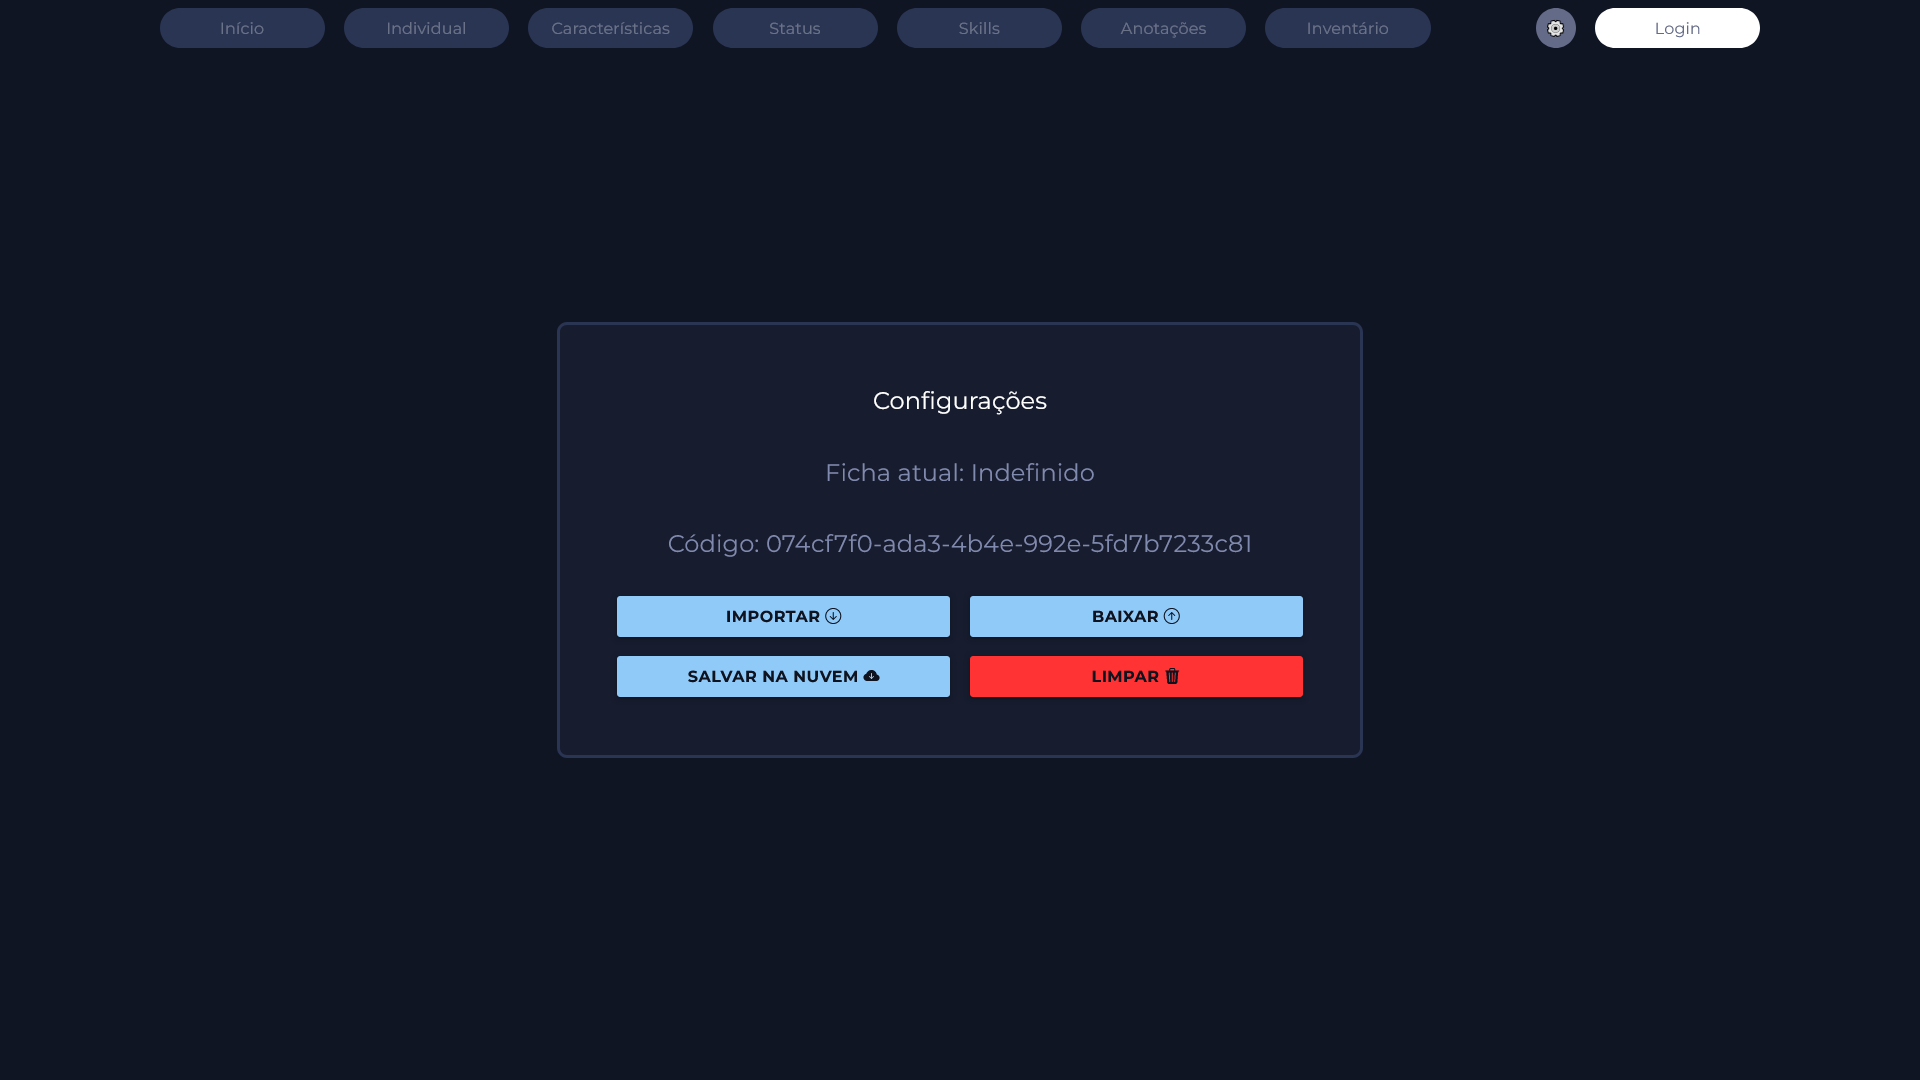 Início Individual Características Status Skills Anotações Inventário Login
Configurações
Ficha atual: Indefinido
Código: 074cf7f0-ada3-4b4e-992e-5fd7b7233c81
IMPORTAR BAIXAR
SALVAR NA NUVEM LIMPAR